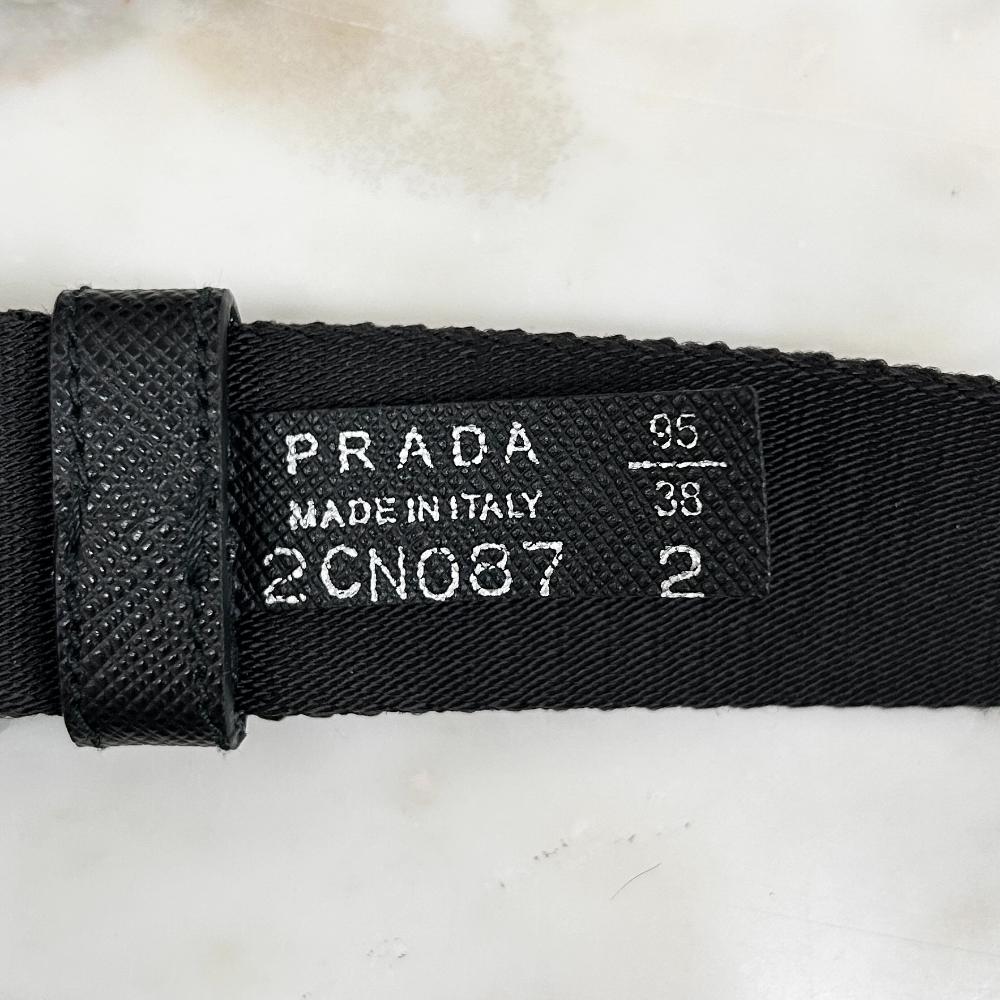 PRADA
MADE IN ITALY
2CN087
95
38
2